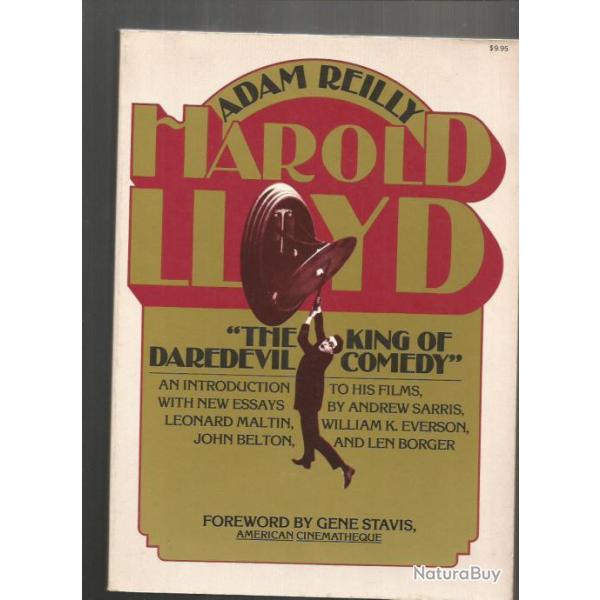 $9.95
ADAM REILLY
HAROLD
LLOYD
"THE KING OF
DAREDEVIL COMEDY"
AN INTRODUCTION TO HIS FILMS,
WITH NEW ESSAYS BY ANDREW SARRIS,
LEONARD MALTIN, WILLIAM K. EVERSON,
JOHN BELTON, AND LEN BORGER
FOREWORD BY GENE STAVIS,
AMERICAN CINEMATHEQUE
NaturaBuy